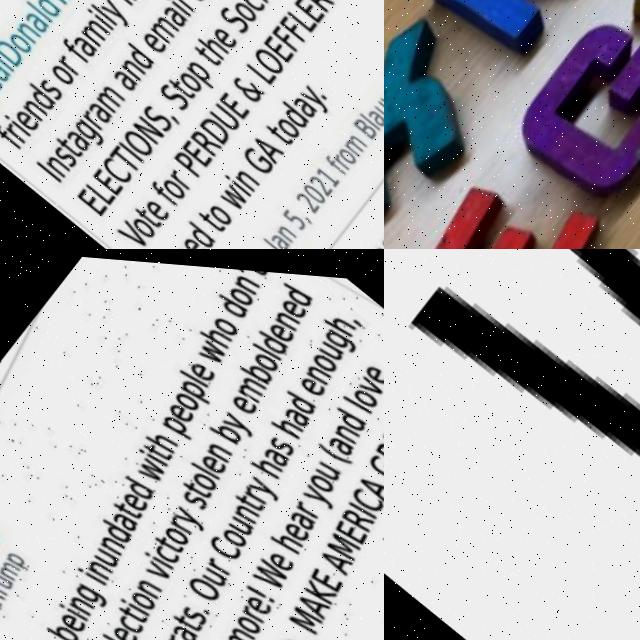 friends or family
Instagram and email
ELECTIONS, Stop the Soc
Vote for PERDUE & LOEFFLER
ed to win GA today.
Jan 5, 2021 from Blau
G
being inundated with people who don'
lection victory stolen by emboldened
ats. Our Country has had enough,
more! We hear you (and love
MAKE AMERICA